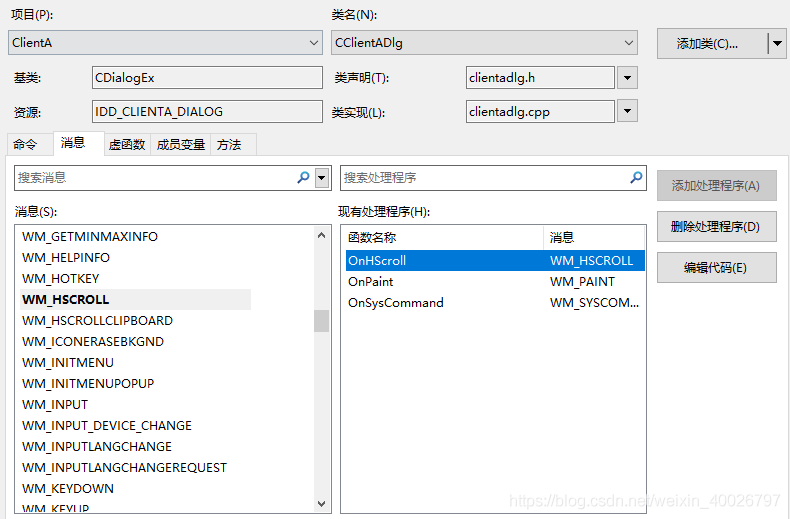 项目(P): 类名(N):
ClientA CClientADlg 添加类(C)...
基类: CDialogEx 类声明(T): clientadlg.h
资源: IDD_CLIENTA_DIALOG 类实现(L): clientadlg.cpp
命令 消息 虚函数 成员变量 方法
搜索消息 搜索处理程序 添加处理程序(A)
消息(S): 现有处理程序(H):
删除处理程序(D)
编辑代码(E)
WM_GETMINMAXINFO
WM_HELPINFO
WM_HOTKEY
WM_HSCROLL
WM_HSCROLLCLIPBOARD
WM_ICONERASEBKGND
WM_INITMENU
WM_INITMENUPOPUP
WM_INPUT
WM_INPUT_DEVICE_CHANGE
WM_INPUTLANGCHANGE
WM_INPUTLANGCHANGEREQUEST
WM_KEYDOWN
WM_KEYUP
函数名称 消息
OnHScroll WM_HSCROLL
OnPaint WM_PAINT
OnSysCommand WM_SYSCOM...
https://blog.csdn.net/weixin_40026797